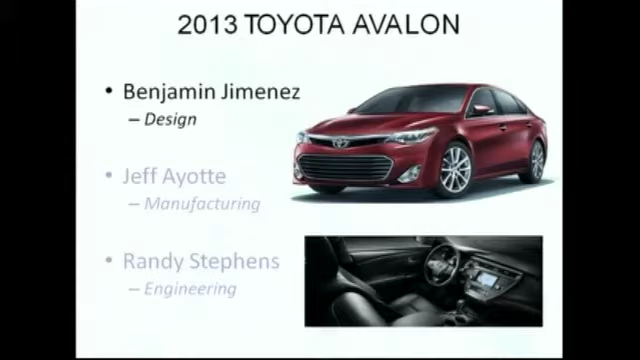 2013 TOYOTA AVALON
• Benjamin Jimenez
– Design
• Jeff Ayotte
– Manufacturing
• Randy Stephens
– Engineering